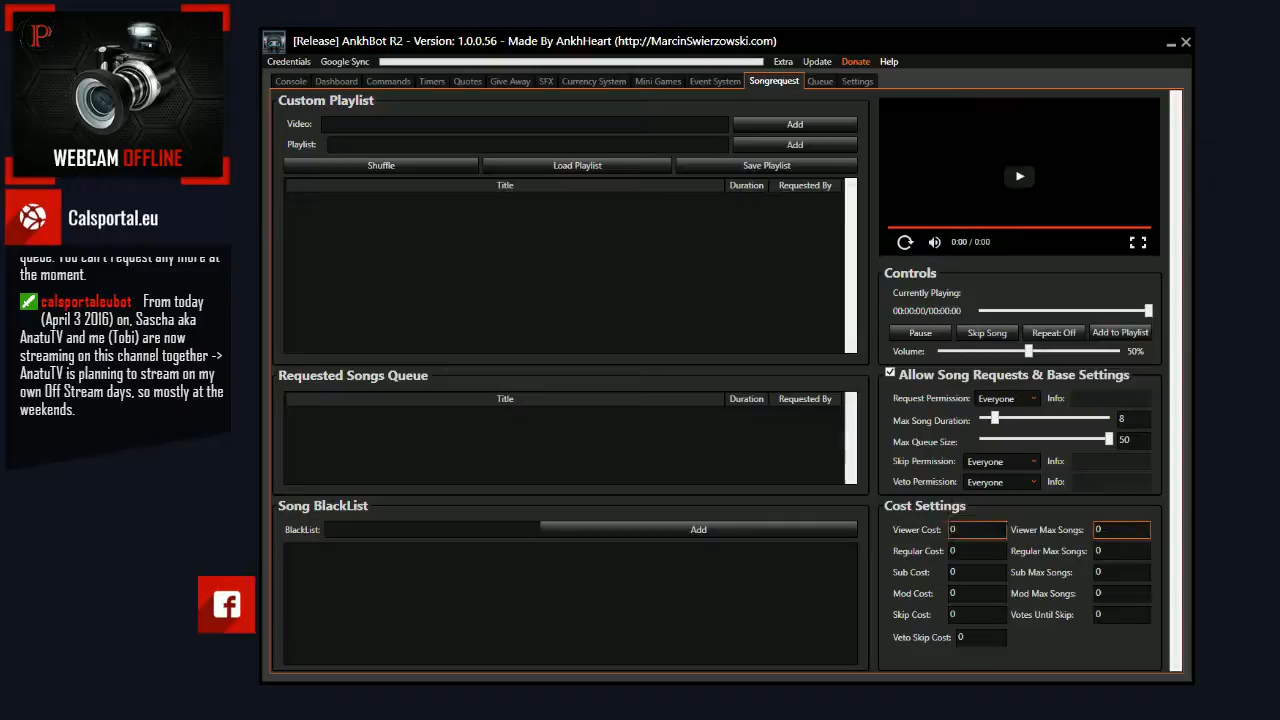 WEBCAM OFFLINE
Calsportal.eu
queue. You can't request any more at
the moment.
calsportaleubot From today
(April 3 2016) on, Sascha aka
AnatuTV and me (Tobi) are now
streaming on this channel together ->
AnatuTV is planning to stream on my
own Off Stream days, so mostly at the
weekends.
[Release] AnkhBot R2 - Version: 1.0.0.56 - Made By AnkhHeart (http://MarcinSwierzowski.com)
Credentials Google Sync Extra Update Donate Help
Console Dashboard Commands Timers Quotes Give Away SFX Currency System Mini Games Event System Songrequest Queue Settings
Custom Playlist
Video: Add
Playlist: Add
Shuffle Load Playlist Save Playlist
Title Duration Requested By
Requested Songs Queue
Title Duration Requested By
Song BlackList
BlackList: Add
0:00 / 0:00
Controls
Currently Playing:
00:00:00/00:00:00
Pause Skip Song Repeat: Off Add to Playlist
Volume: 50%
Allow Song Requests & Base Settings
Request Permission: Everyone Info:
Max Song Duration: 8
Max Queue Size: 50
Skip Permission: Everyone Info:
Veto Permission: Everyone Info:
Cost Settings
Viewer Cost: 0 Viewer Max Songs: 0
Regular Cost: 0 Regular Max Songs: 0
Sub Cost: 0 Sub Max Songs: 0
Mod Cost: 0 Mod Max Songs: 0
Skip Cost: 0 Votes Until Skip: 0
Veto Skip Cost: 0